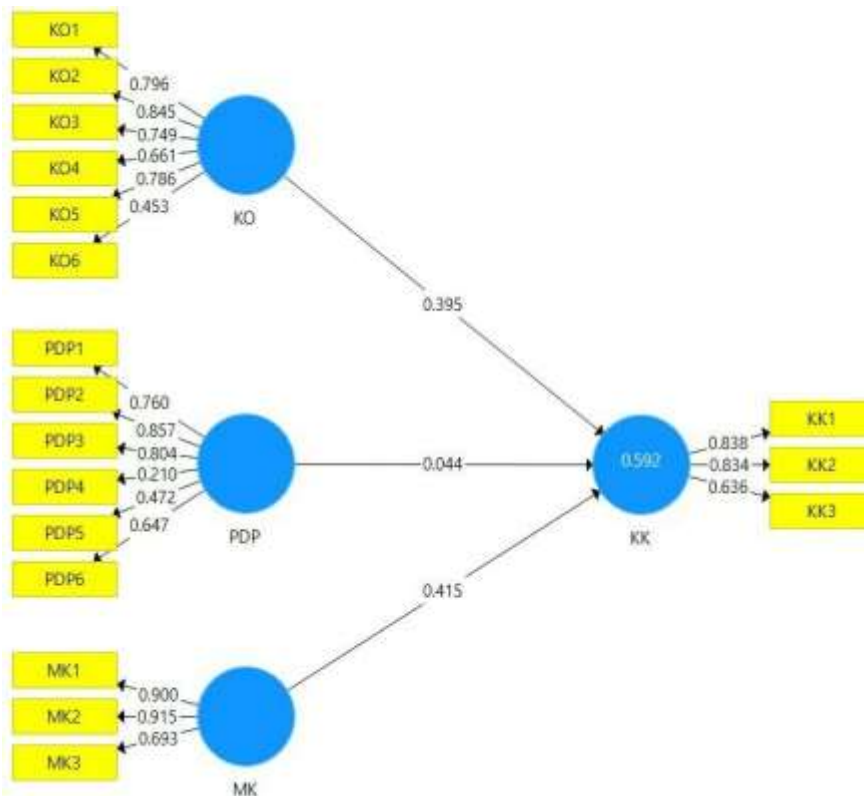 KO1
KO2
KO3
KO4
KO5
KO6
0.796
0.845
0.749
0.661
0.786
0.453
KO
0.395
PDP1
PDP2
PDP3
PDP4
PDP5
PDP6
0.760
0.857
0.804
0.210
0.472
0.647
PDP
0.044
MK1
MK2
MK3
0.900
0.915
0.693
MK
0.415
0.592
KK
0.838
0.834
0.636
KK1
KK2
KK3